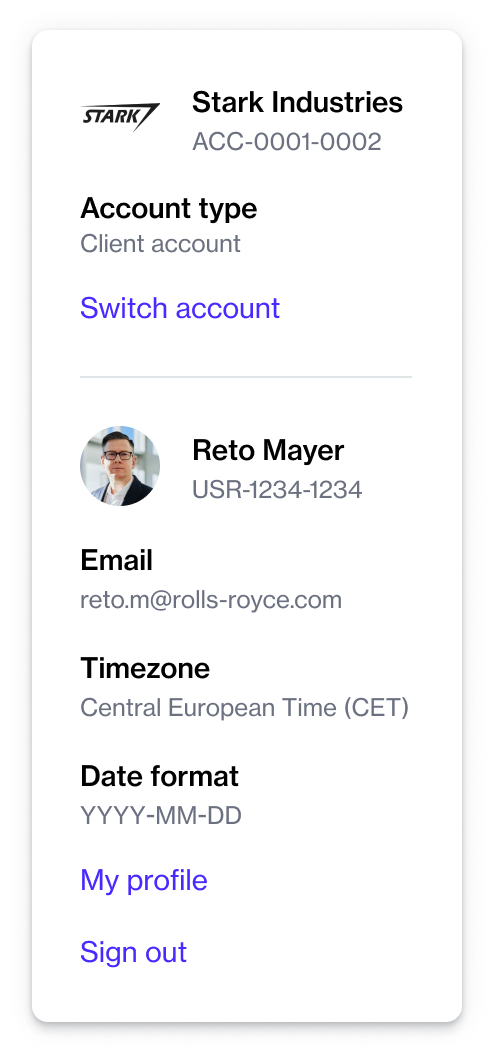 STARK
Stark Industries
ACC-0001-0002
Account type
Client account
Switch account
Reto Mayer
USR-1234-1234
Email
reto.m@rolls-royce.com
Timezone
Central European Time (CET)
Date format
YYYY-MM-DD
My profile
Sign out